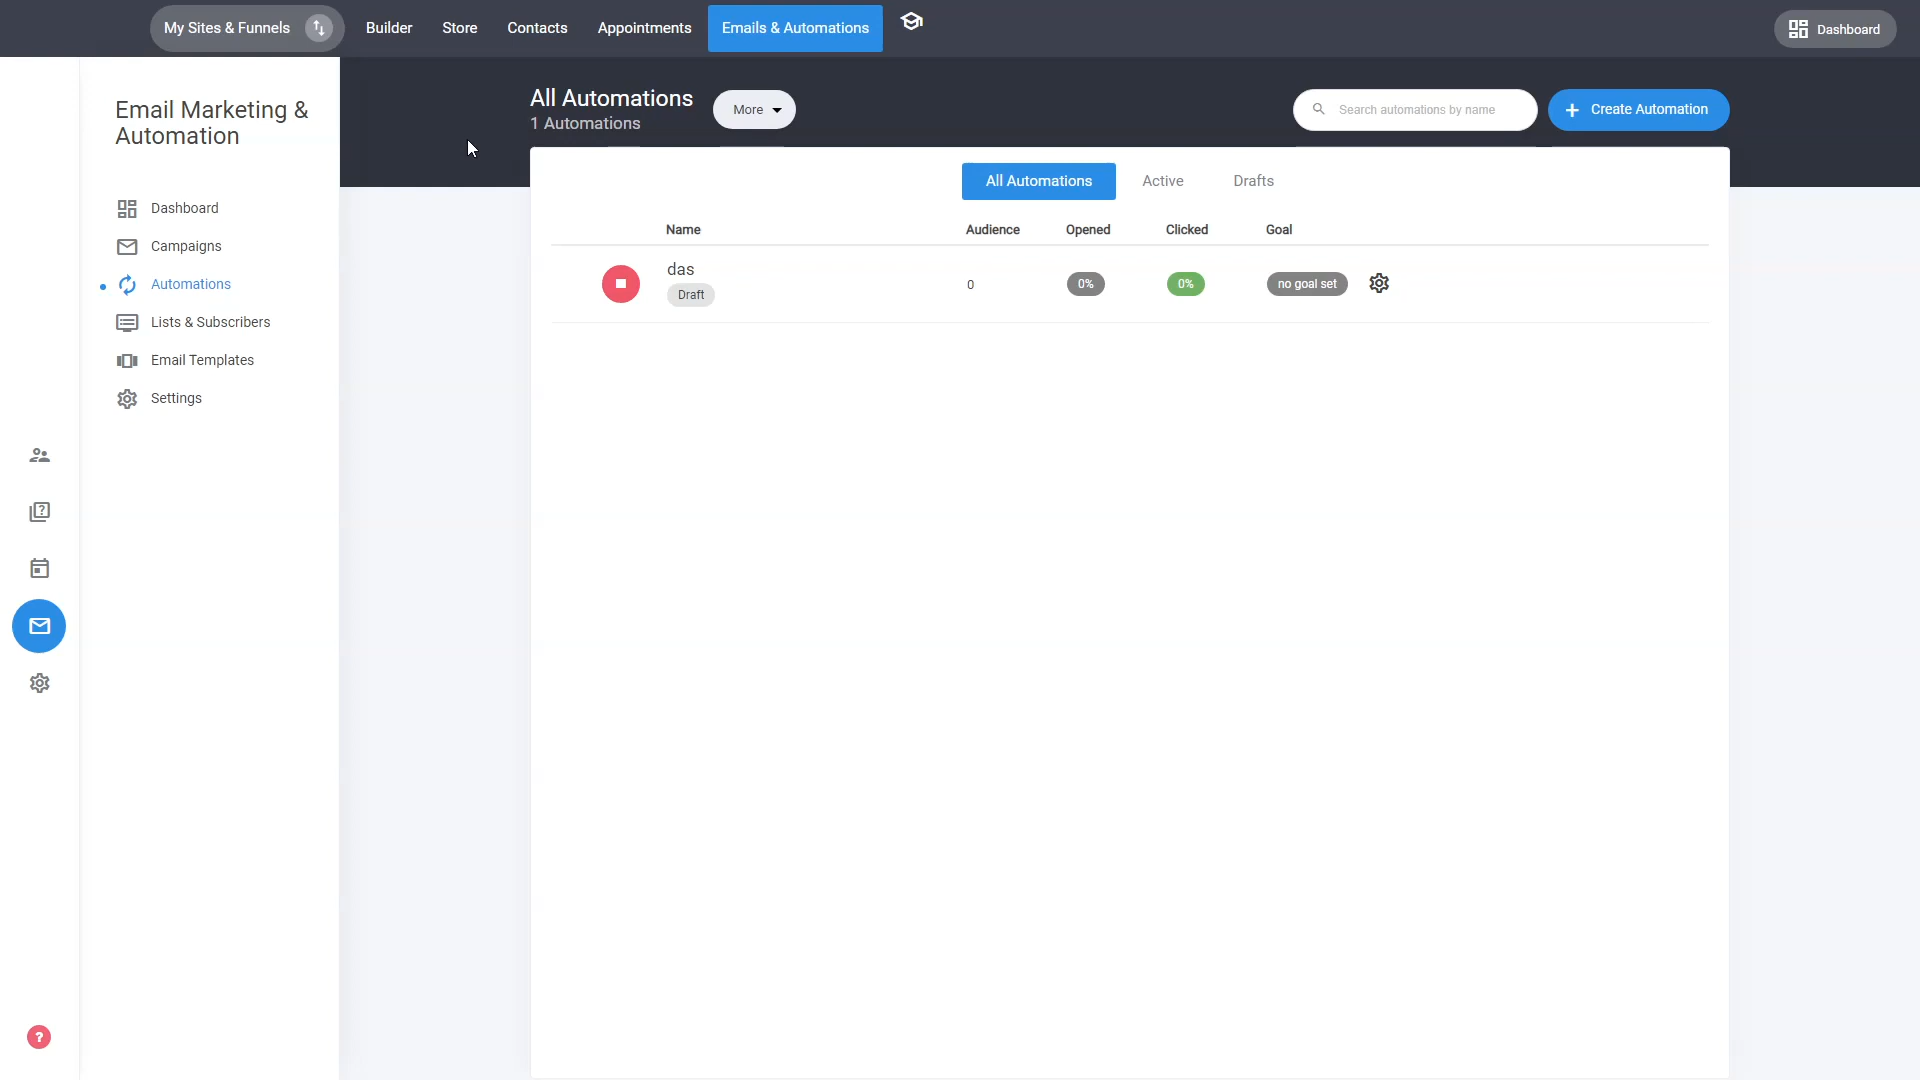 My Sites & Funnels
Builder
Store
Contacts
Appointments
Emails & Automations
Dashboard
Email Marketing &
Automation
Dashboard
Campaigns
Automations
Lists & Subscribers
Email Templates
Settings
All Automations
1 Automations
More
Search automations by name
+ Create Automation
All Automations
Active
Drafts
Name
Audience
Opened
Clicked
Goal
das
Draft
0
0%
0%
no goal set
?
?